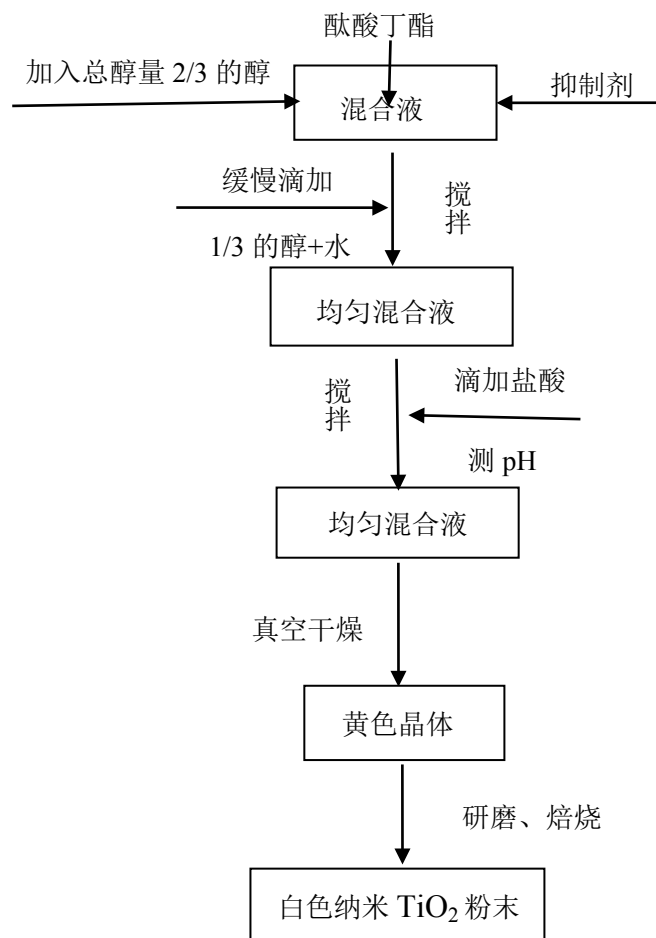 酞酸丁酯
加入总醇量 2/3 的醇
混合液
抑制剂
缓慢滴加
搅拌
1/3 的醇+水
均匀混合液
搅拌
滴加盐酸
测 pH
均匀混合液
真空干燥
黄色晶体
研磨、焙烧
白色纳米 TiO₂ 粉末